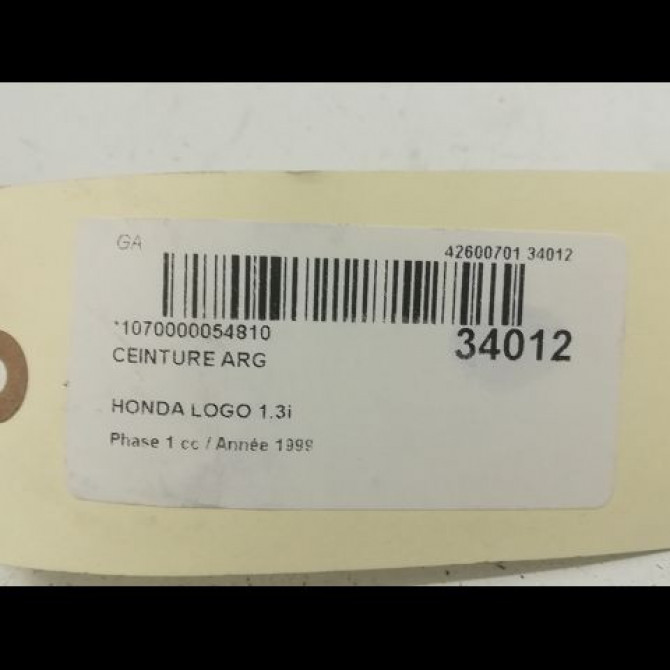 GA
42600701 34012
*1070000054810
34012
CEINTURE ARG
HONDA LOGO 1.3i
Phase 1 cc / Année 1999